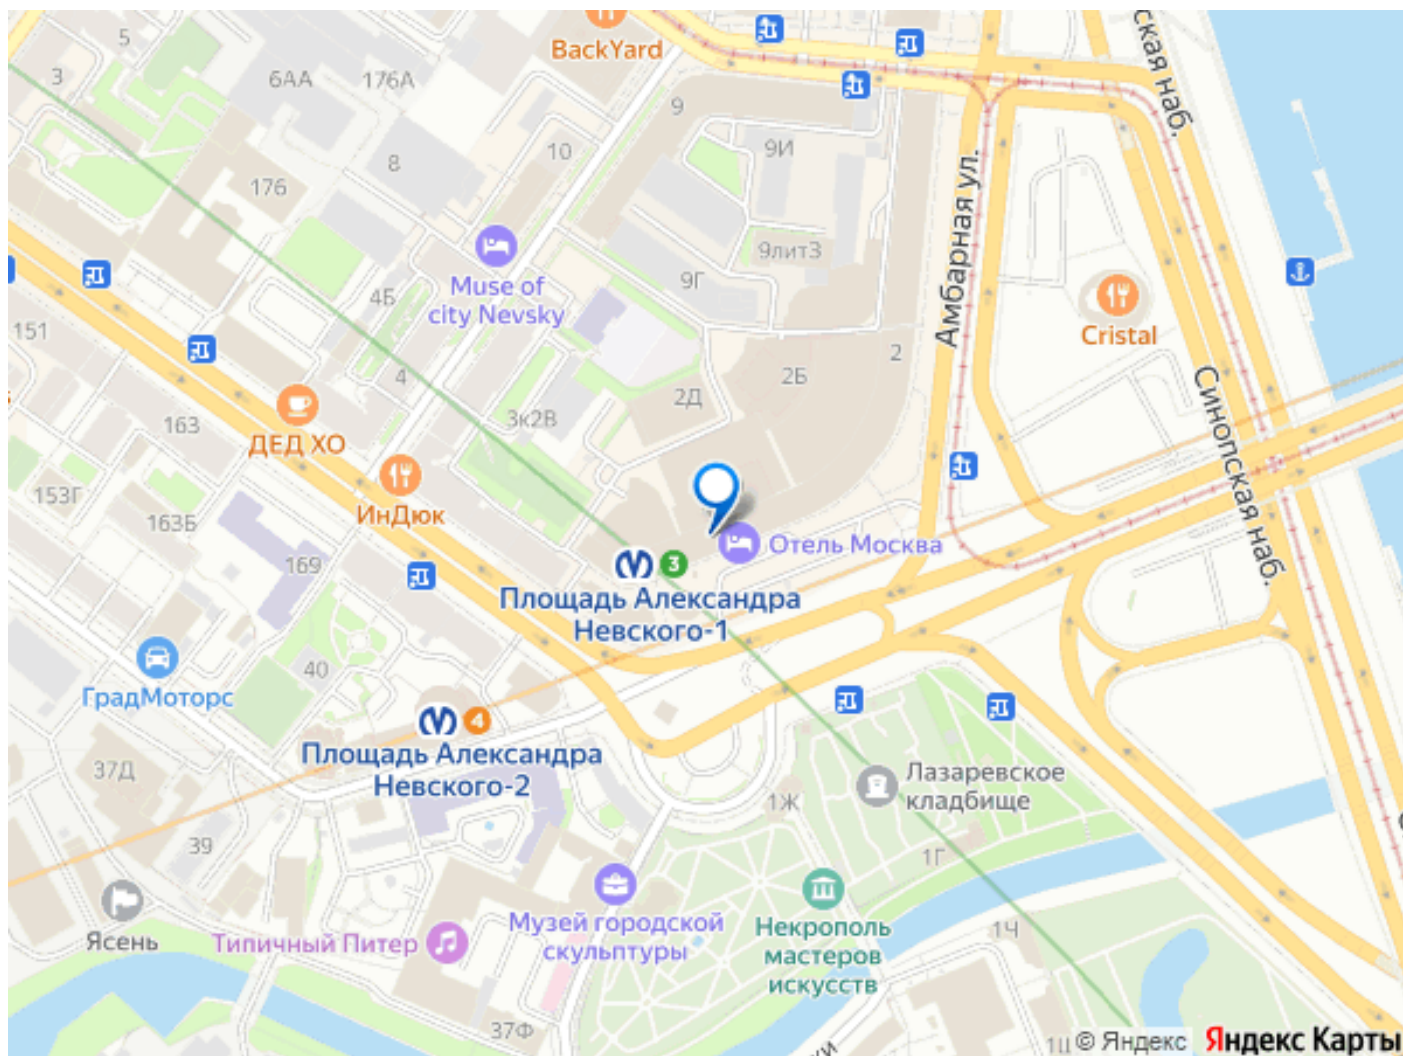 5
3
6АА
176А
BackYard
ская наб.
9
9И
10
8
176
9лит3
9Г
Muse of
city Nevsky
4Б
151
Амбарная ул.
Cristal
2
2Б
2Д
4
3к2В
163
ДЕД ХО
Синопская наб.
153Г
163Б
ИнДюк
169
Отель Москва
3
Площадь Александра
Невского-1
40
ГрадМоторс
4
Площадь Александра
Невского-2
37Д
Лазаревское
кладбище
1Ж
39
1Г
Ясень
Типичный Питер
Музей городской
скульптуры
Некрополь
мастеров
искусств
1Ч
37Ф
1Ц
© Яндекс
Яндекс Карты